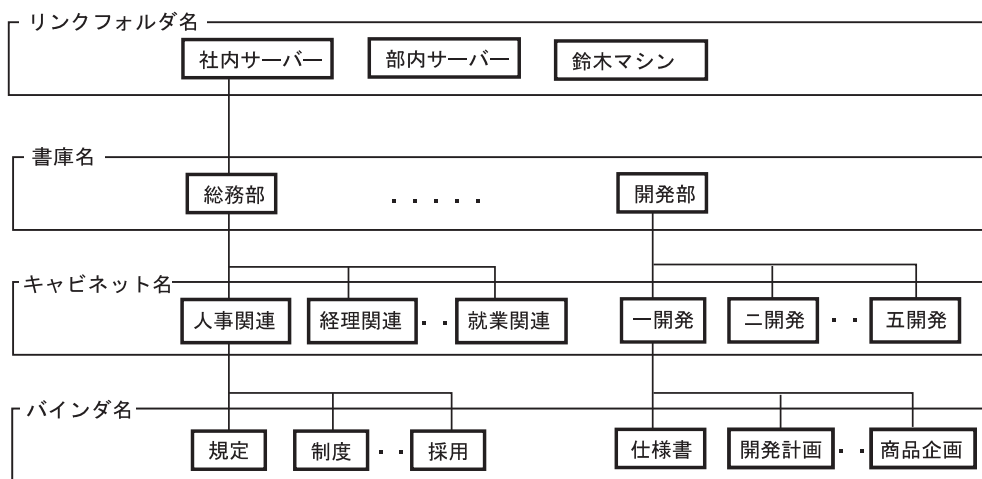 リンクフォルダ名
社内サーバー 部内サーバー 鈴木マシン
書庫名
総務部 ・・・・・ 開発部
キャビネット名
人事関連 経理関連 ・・ 就業関連 一開発 二開発 ・・ 五開発
バインダ名
規定 制度 ・・ 採用 仕様書 開発計画 ・・ 商品企画